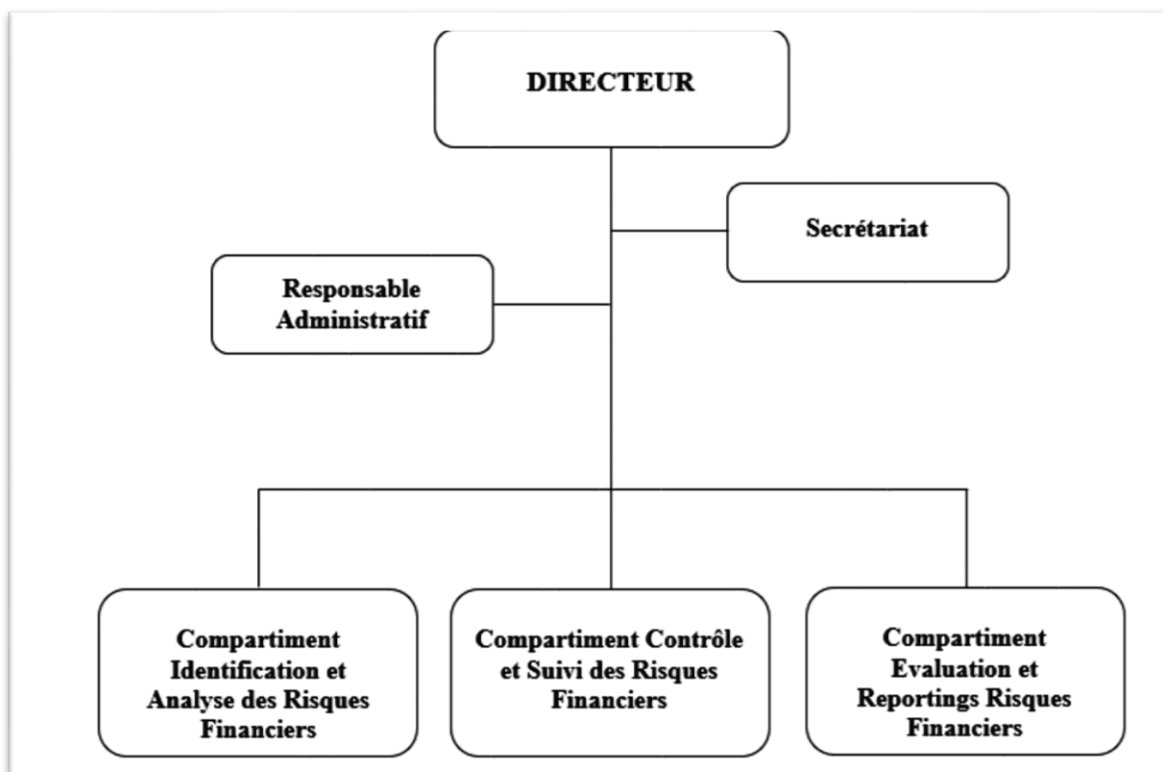 DIRECTEUR
Secrétariat
Responsable
Administratif
Compartiment
Identification et
Analyse des Risques
Financiers
Compartiment Contrôle
et Suivi des Risques
Financiers
Compartiment
Evaluation et
Reportings Risques
Financiers